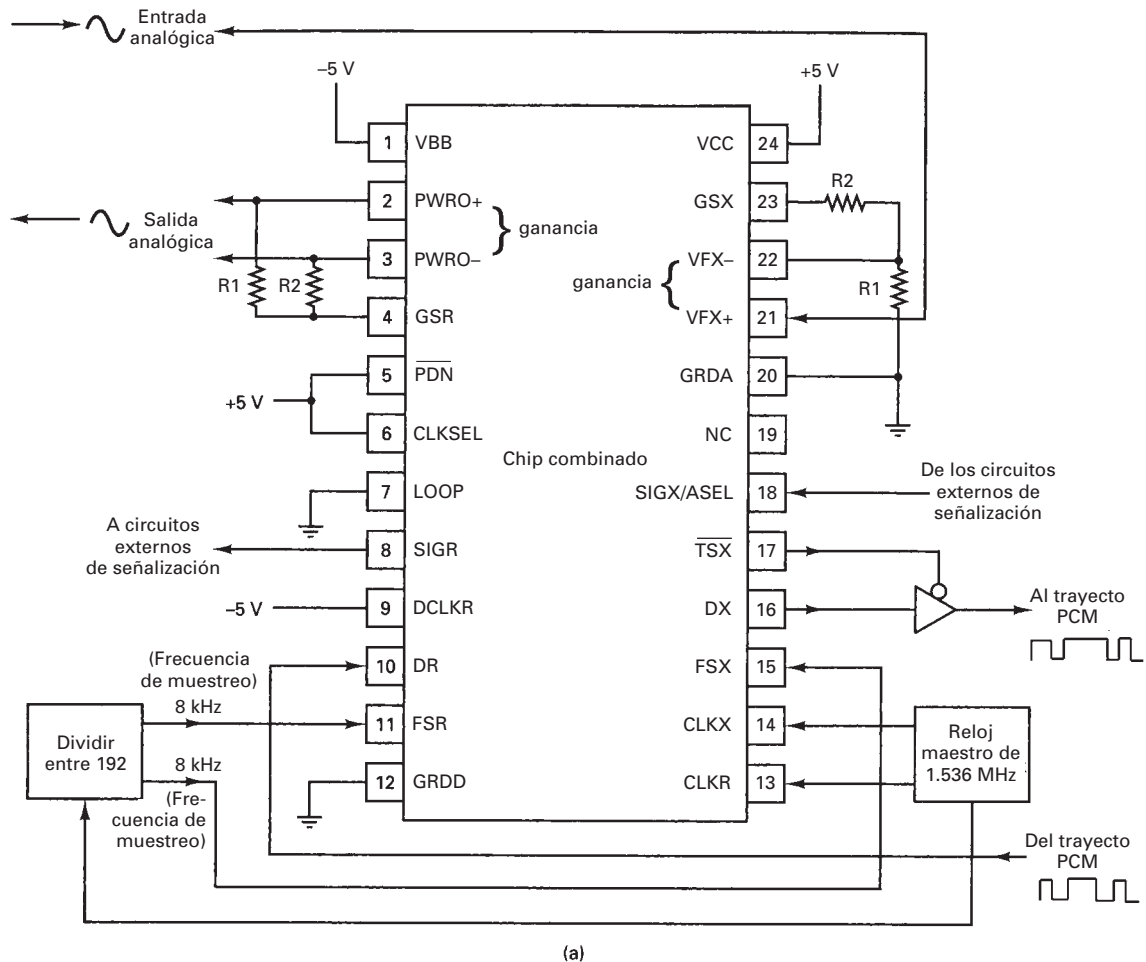 Entrada
analógica
–5 V
+5 V
1 VBB
VCC 24
R2
2 PWRO+
GSX 23
Salida
analógica
ganancia
3 PWRO–
VFX– 22
R1
R2
ganancia
R1
4 GSR
VFX+ 21
5 PDN
GRDA 20
+5 V
6 CLKSEL
NC 19
Chip combinado
7 LOOP
SIGX/ASEL 18
De los circuitos
externos de
señalización
A circuitos
externos
de señalización
8 SIGR
TSX 17
–5 V
9 DCLKR
DX 16
Al trayecto
PCM
(Frecuencia
de muestreo)
10 DR
FSX 15
8 kHz
11 FSR
CLKX 14
Dividir
entre 192
Reloj
maestro de
1.536 MHz
8 kHz
12 GRDD
CLKR 13
(Fre-
cuencia de
muestreo)
Del trayecto
PCM
(a)